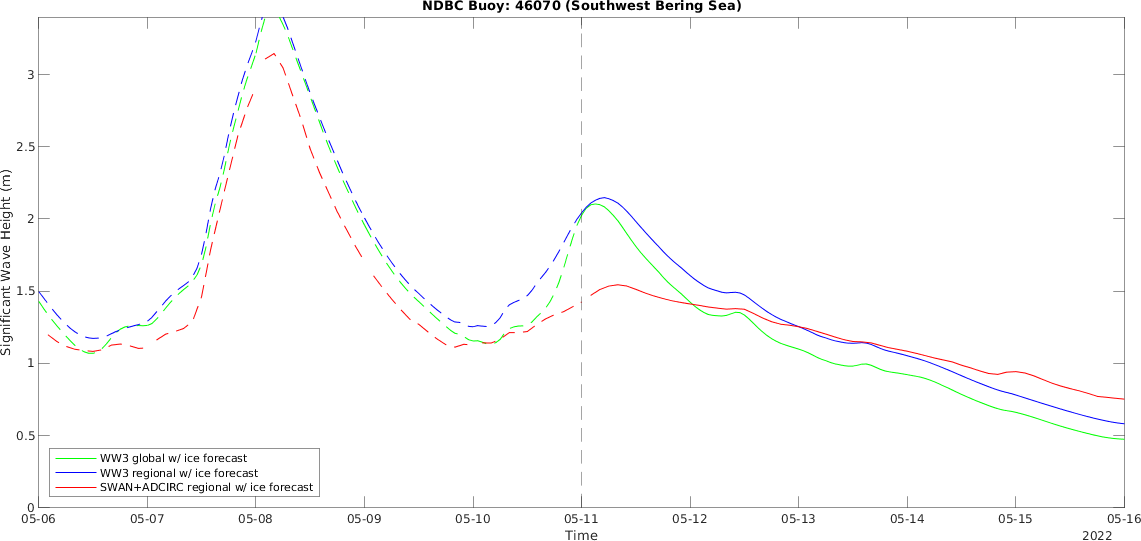 NDBC Buoy: 46070 (Southwest Bering Sea)
Significant Wave Height (m)
3
2.5
2
1.5
1
0.5
0
WW3 global w/ ice forecast
WW3 regional w/ ice forecast
SWAN+ADCIRC regional w/ ice forecast
05-06 05-07 05-08 05-09 05-10 05-11 05-12 05-13 05-14 05-15 05-16
Time
2022